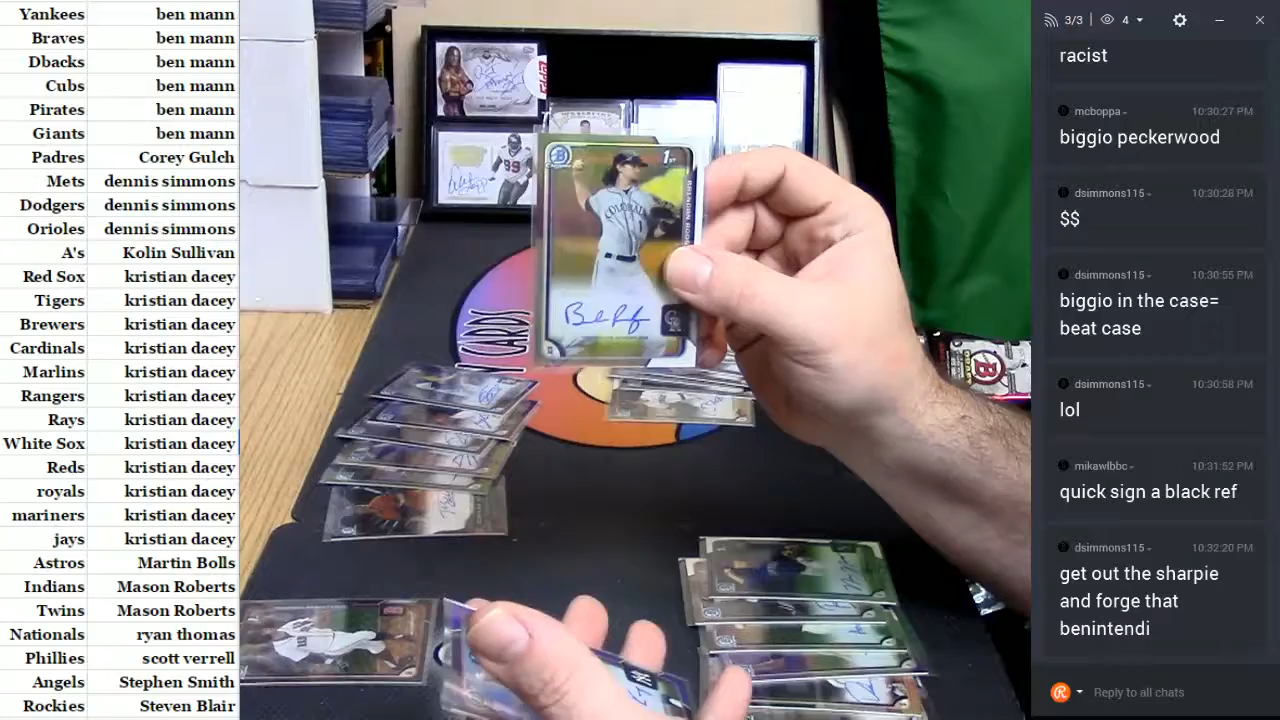 Yankees ben mann
Braves ben mann
Dbacks ben mann
Cubs ben mann
Pirates ben mann
Giants ben mann
Padres Corey Gulch
Mets dennis simmons
Dodgers dennis simmons
Orioles dennis simmons
A's Kolin Sullivan
Red Sox kristian dacey
Tigers kristian dacey
Brewers kristian dacey
Cardinals kristian dacey
Marlins kristian dacey
Rangers kristian dacey
Rays kristian dacey
White Sox kristian dacey
Reds kristian dacey
royals kristian dacey
mariners kristian dacey
jays kristian dacey
Astros Martin Bolls
Indians Mason Roberts
Twins Mason Roberts
Nationals ryan thomas
Phillies scott verrell
Angels Stephen Smith
Rockies Steven Blair
1ST
COLORADO
1
99
CARDS
3/3 4
racist
mcboppa 10:30:27 PM
biggio peckerwood
dsimmons115 10:30:28 PM
$$
dsimmons115 10:30:55 PM
biggio in the case=
beat case
dsimmons115 10:30:58 PM
lol
mikawlbbc 10:31:52 PM
quick sign a black ref
dsimmons115 10:32:20 PM
get out the sharpie
and forge that
benintendi
Reply to all chats